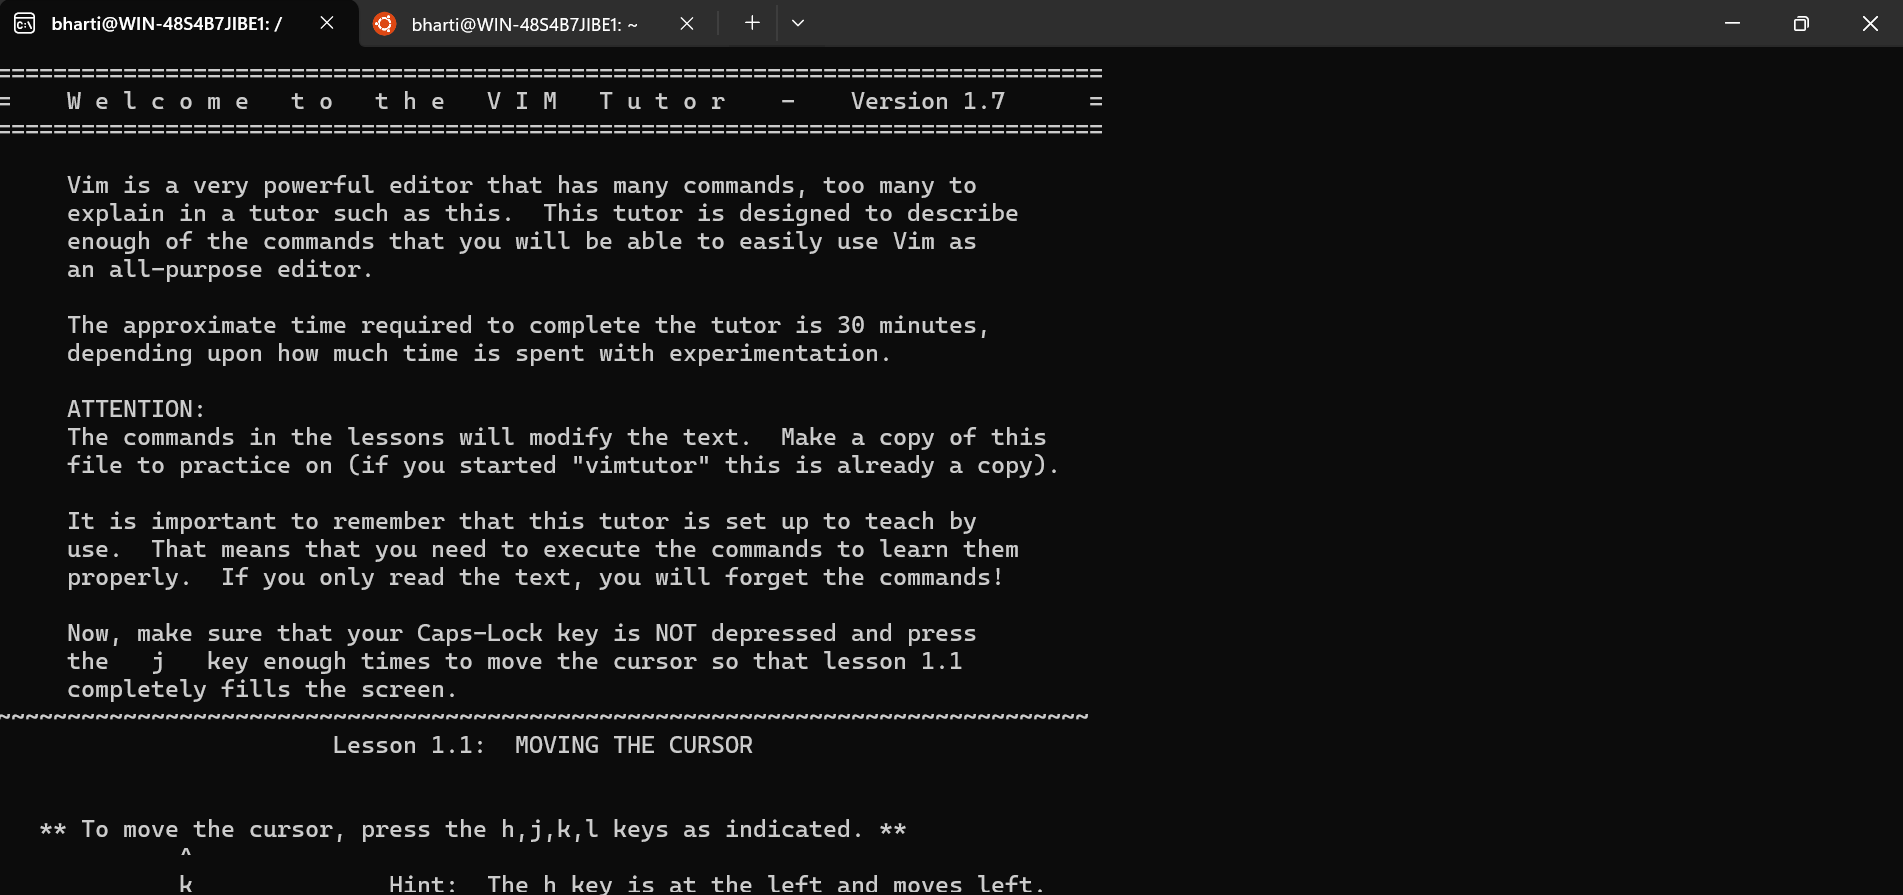 bharti@WIN-48S4B7JIBE1: /
bharti@WIN-48S4B7JIBE1: ~
===============================================================================
=    W e l c o m e   t o   t h e   V I M   T u t o r    -    Version 1.7      =
===============================================================================
Vim is a very powerful editor that has many commands, too many to
explain in a tutor such as this.  This tutor is designed to describe
enough of the commands that you will be able to easily use Vim as
an all-purpose editor.
The approximate time required to complete the tutor is 30 minutes,
depending upon how much time is spent with experimentation.
ATTENTION:
The commands in the lessons will modify the text.  Make a copy of this
file to practice on (if you started "vimtutor" this is already a copy).
It is important to remember that this tutor is set up to teach by
use.  That means that you need to execute the commands to learn them
properly.  If you only read the text, you will forget the commands!
Now, make sure that your Caps-Lock key is NOT depressed and press
the   j   key enough times to move the cursor so that lesson 1.1
completely fills the screen.
~~~~~~~~~~~~~~~~~~~~~~~~~~~~~~~~~~~~~~~~~~~~~~~~~~~~~~~~~~~~~~~~~~~~~~~~~~~~~~
Lesson 1.1:  MOVING THE CURSOR
** To move the cursor, press the h,j,k,l keys as indicated. **
^
k              Hint:  The h key is at the left and moves left.